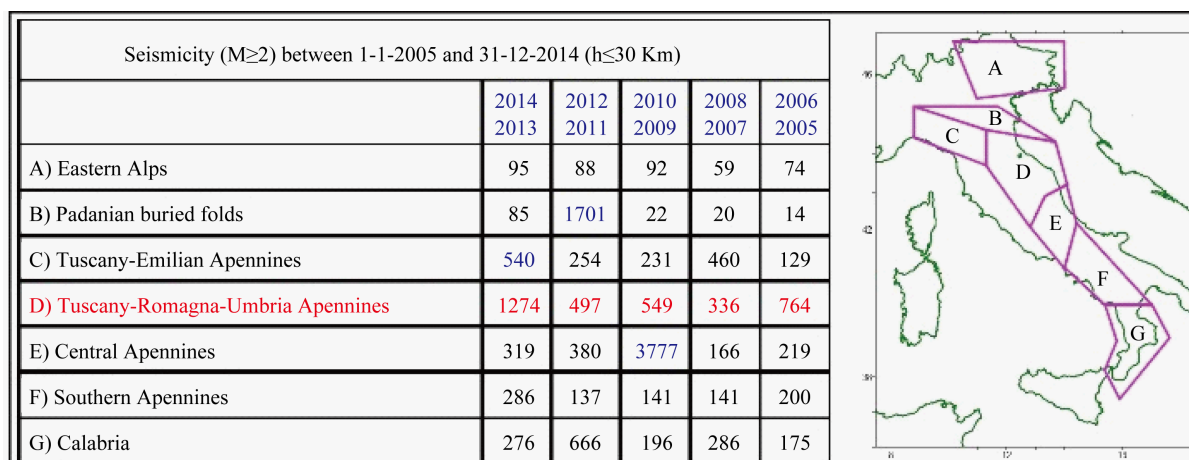 Seismicity (M≥2) between 1-1-2005 and 31-12-2014 (h≤30 Km)
2014 2012 2010 2008 2006
2013 2011 2009 2007 2005
A) Eastern Alps 95 88 92 59 74
B) Padanian buried folds 85 1701 22 20 14
C) Tuscany-Emilian Apennines 540 254 231 460 129
D) Tuscany-Romagna-Umbria Apennines 1274 497 549 336 764
E) Central Apennines 319 380 3777 166 219
F) Southern Apennines 286 137 141 141 200
G) Calabria 276 666 196 286 175
A
B
C
D
E
F
G
42
12